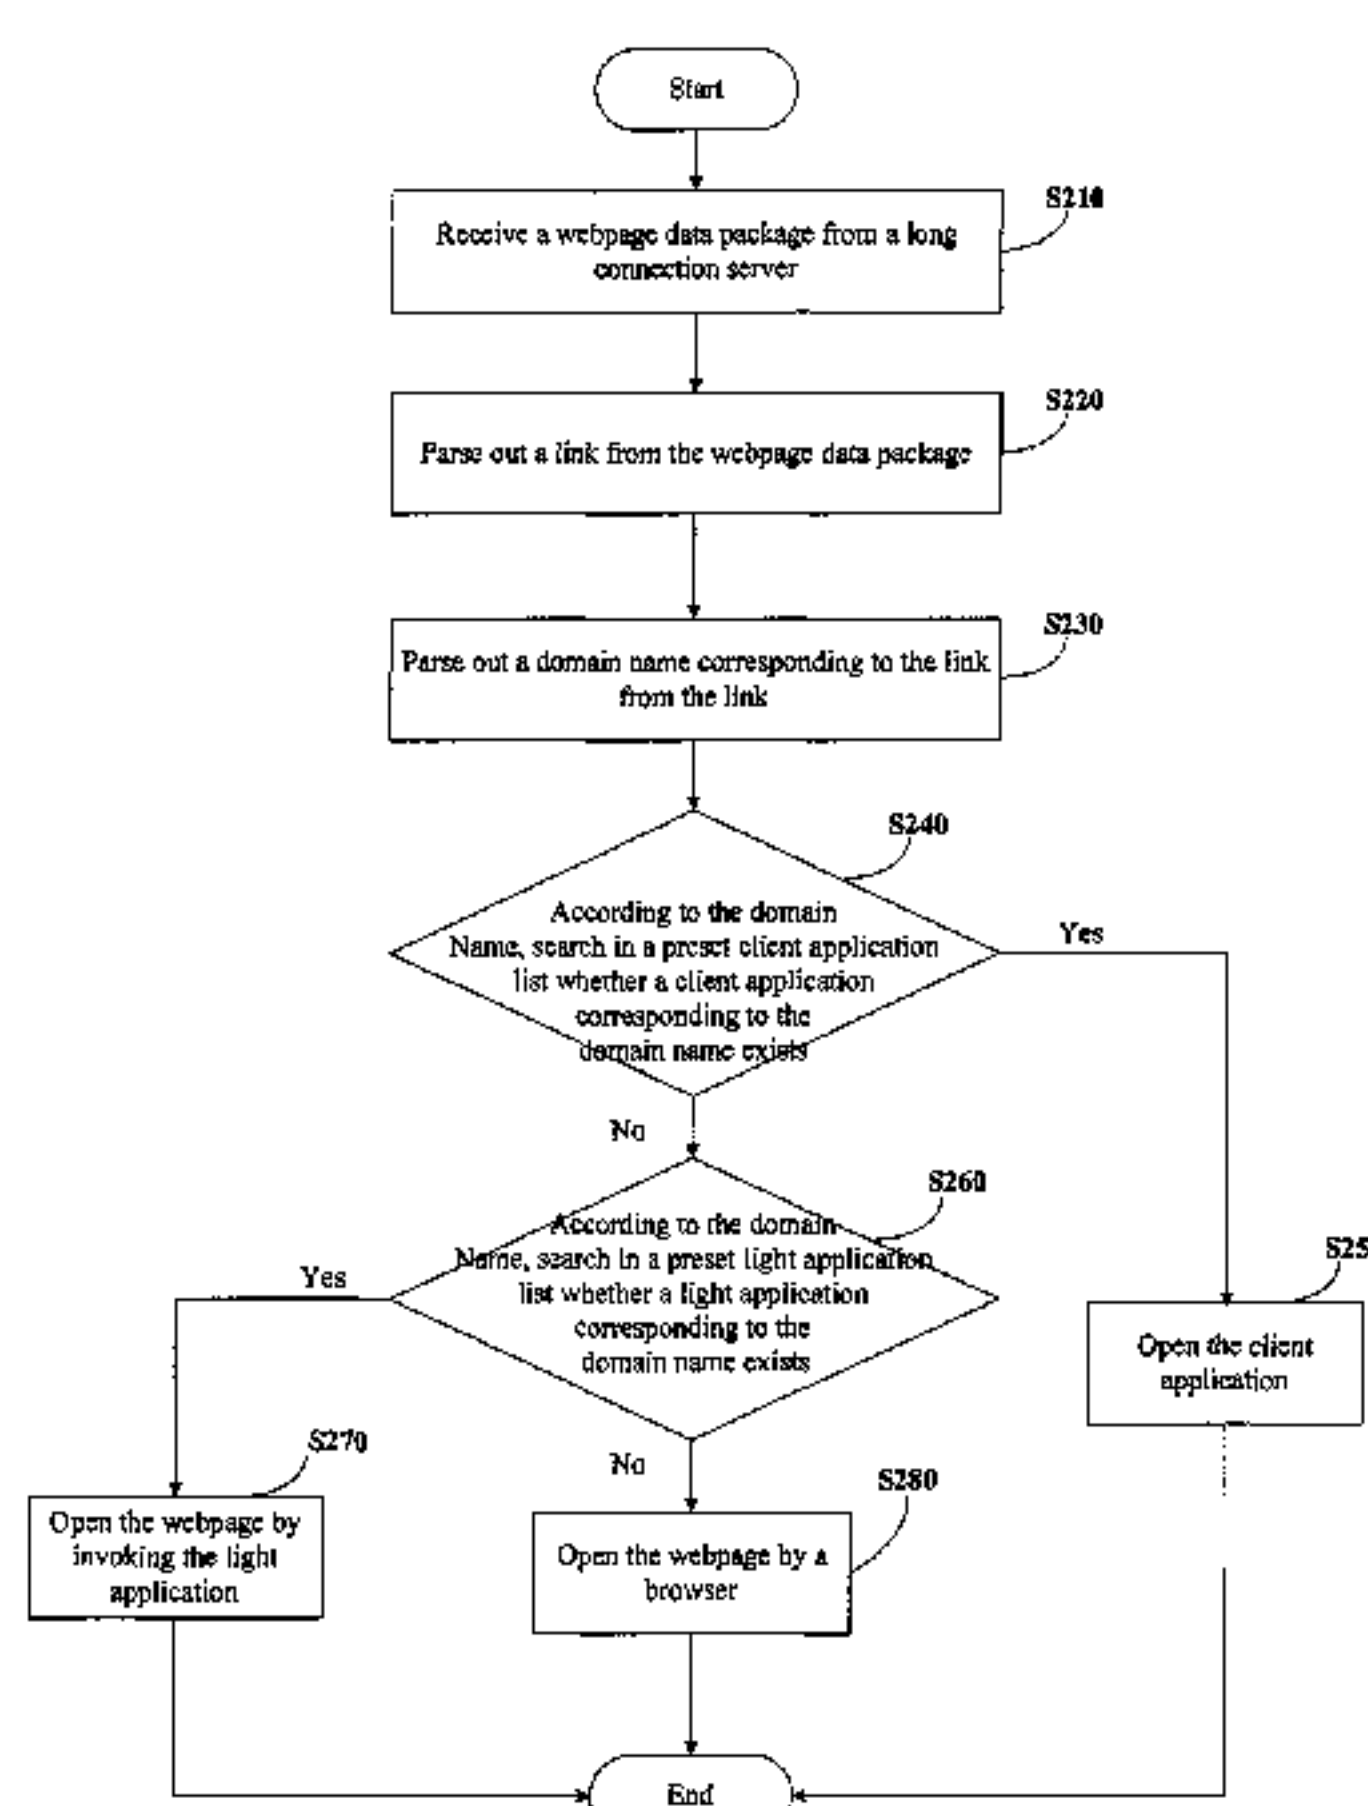 Start
S210
Receive a webpage data package from a long
connection server
S220
Parse out a link from the webpage data package
S230
Parse out a domain name corresponding to the link
from the link
S240
According to the domain
Name, search in a preset client application
list whether a client application
corresponding to the
domain name exists
Yes
No
S260
According to the domain
Name, search in a preset light application
list whether a light application
corresponding to the
domain name exists
Yes
S25
Open the client
application
S270
Open the webpage by
invoking the light
application
No
S280
Open the webpage by a
browser
End